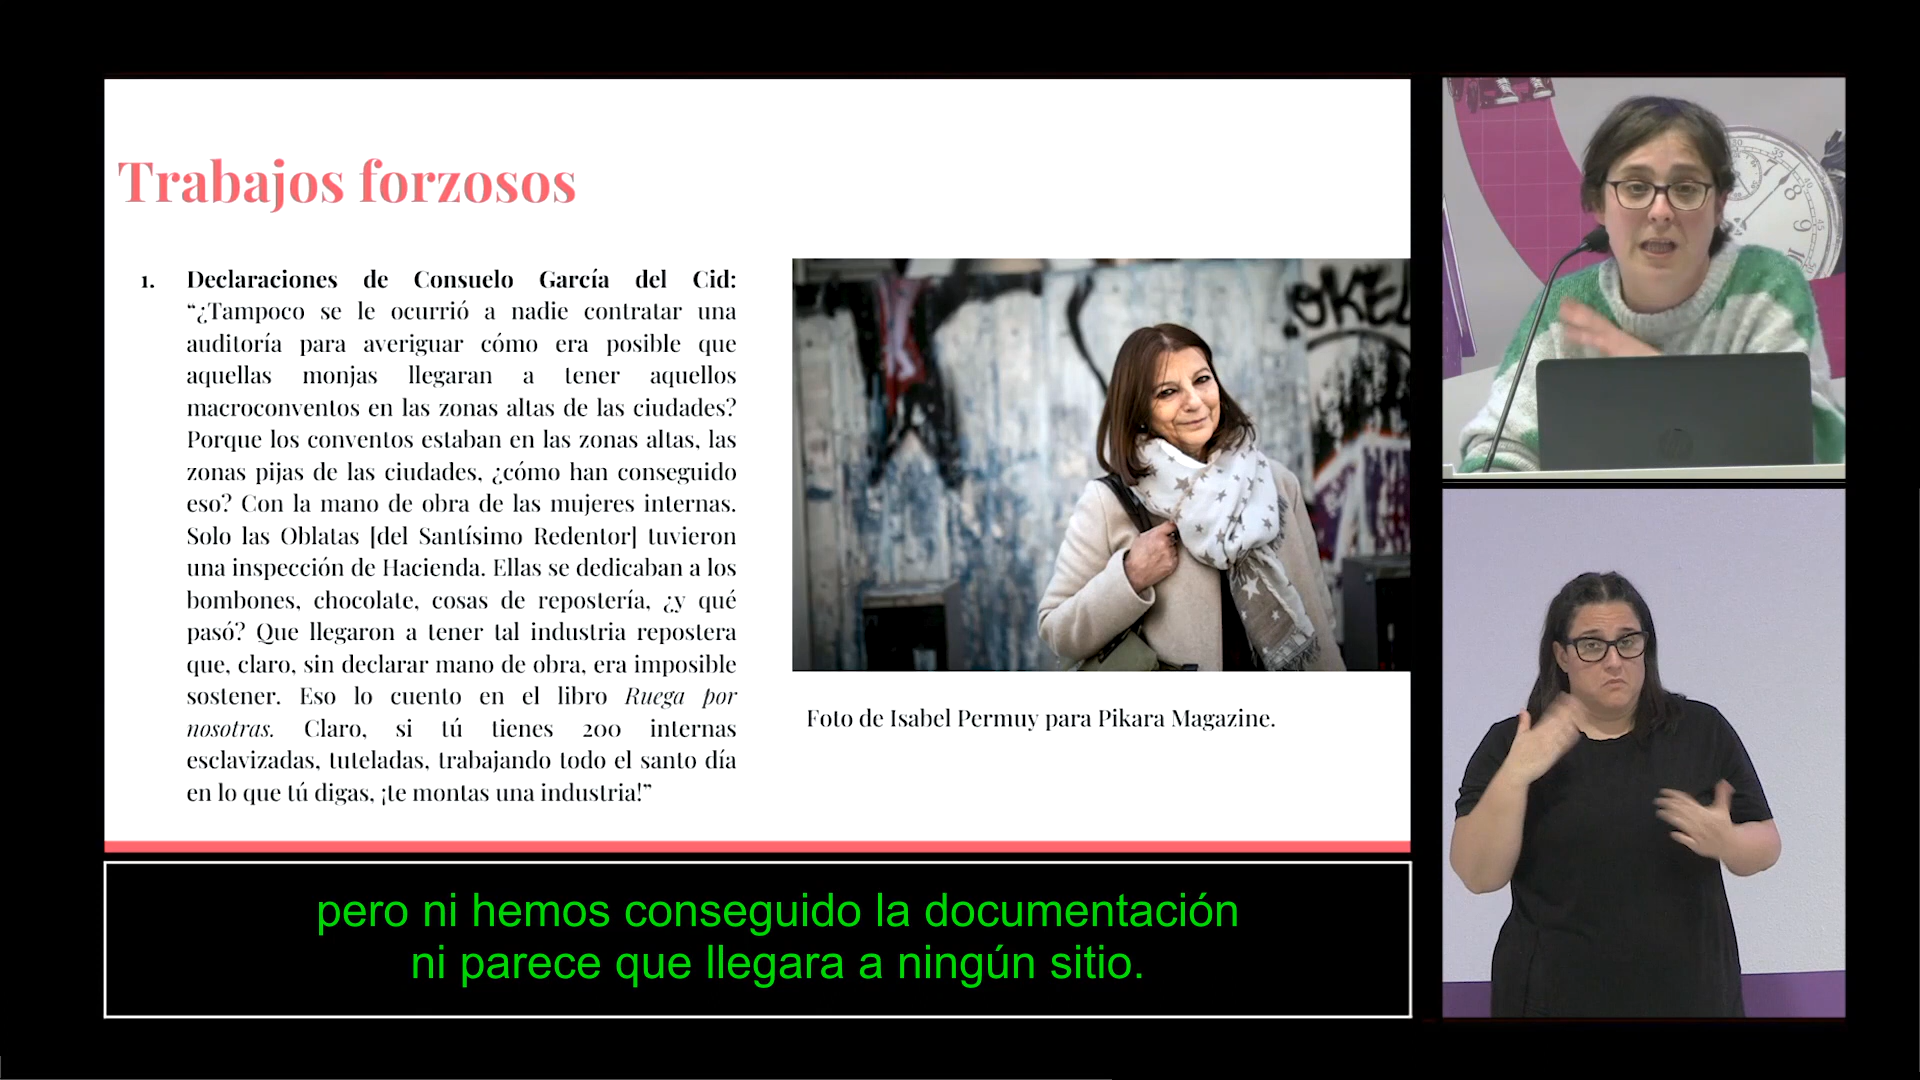 Trabajos forzosos
1. Declaraciones de Consuelo García del Cid:
“¿Tampoco se le ocurrió a nadie contratar una
auditoría para averiguar cómo era posible que
aquellas monjas llegaran a tener aquellos
macroconventos en las zonas altas de las ciudades?
Porque los conventos estaban en las zonas altas, las
zonas pijas de las ciudades, ¿cómo han conseguido
eso? Con la mano de obra de las mujeres internas.
Solo las Oblatas [del Santísimo Redentor] tuvieron
una inspección de Hacienda. Ellas se dedicaban a los
bombones, chocolate, cosas de repostería, ¿y qué
pasó? Que llegaron a tener tal industria repostera
que, claro, sin declarar mano de obra, era imposible
sostener. Eso lo cuento en el libro Ruega por
nosotras. Claro, si tú tienes 200 internas
esclavizadas, tuteladas, trabajando todo el santo día
en lo que tú digas, ¡te montas una industria!”
Foto de Isabel Permuy para Pikara Magazine.
pero ni hemos conseguido la documentación
ni parece que llegara a ningún sitio.